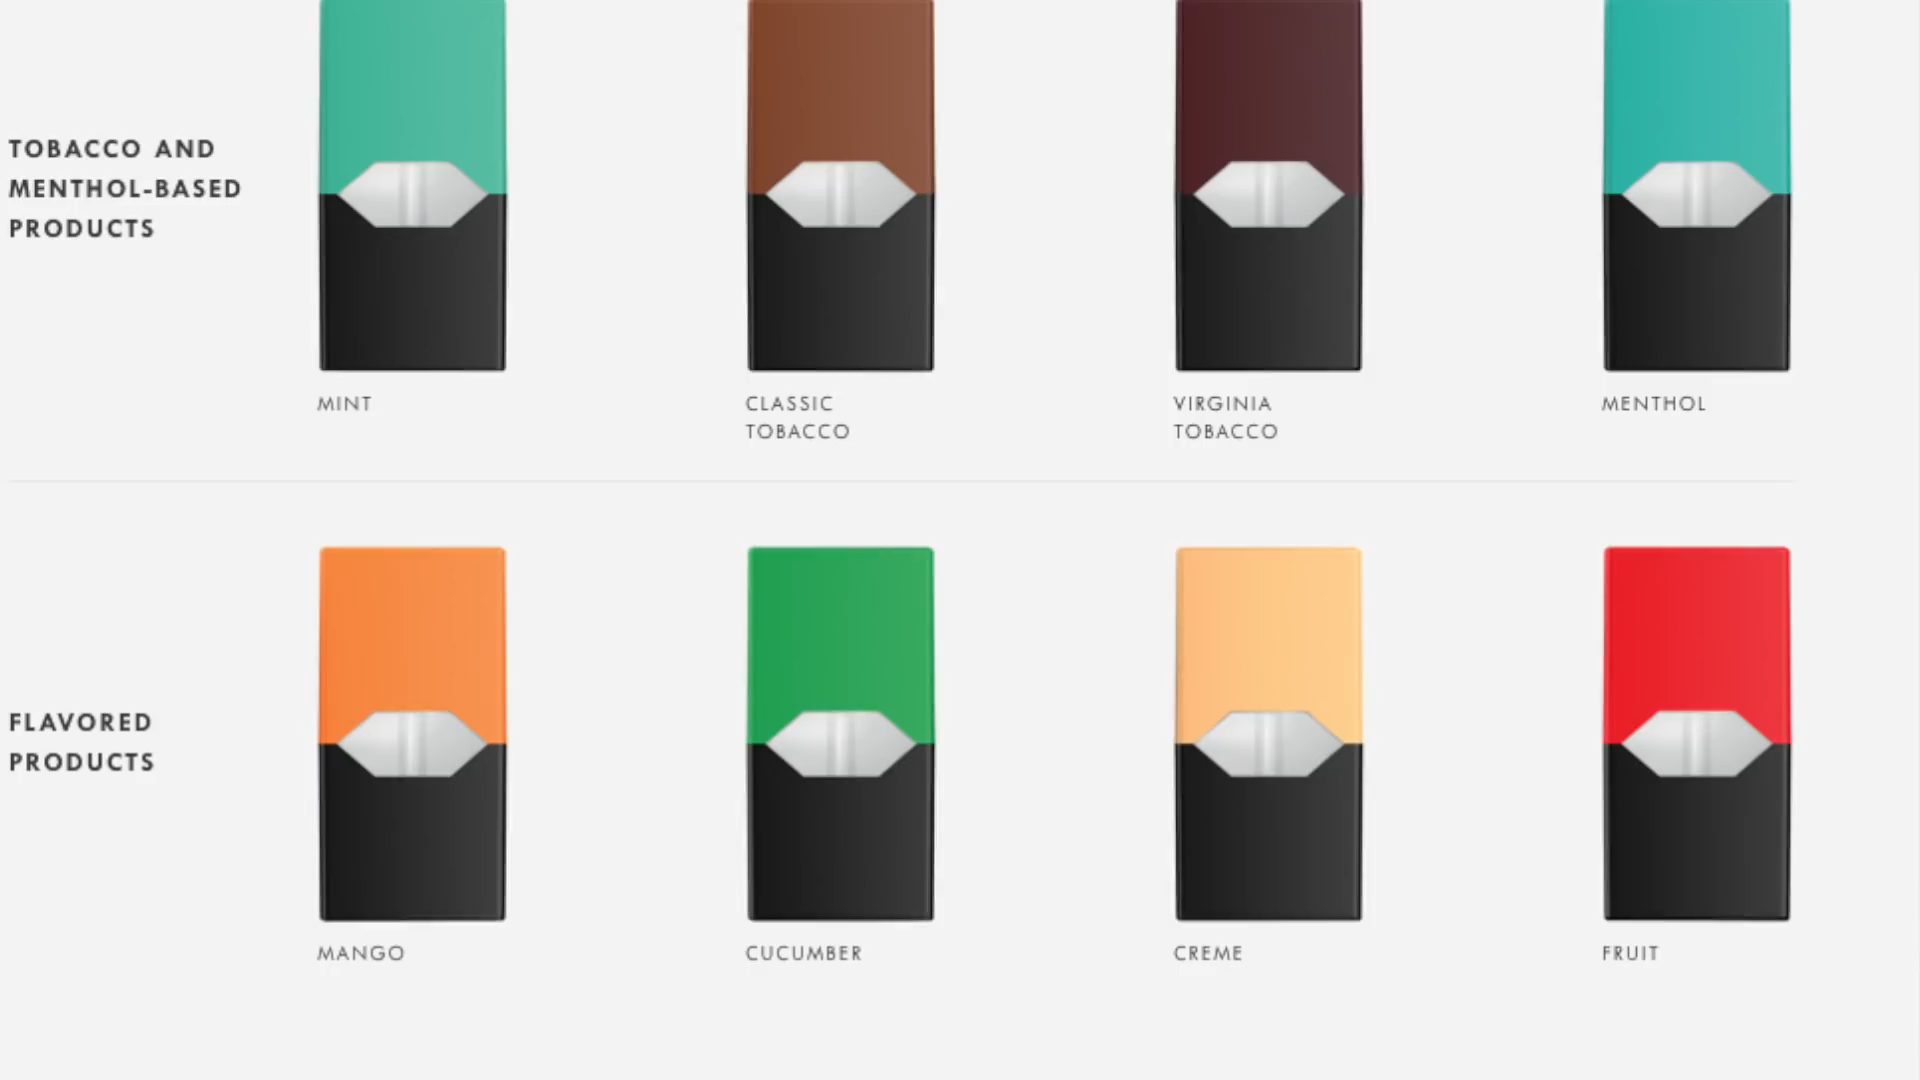 TOBACCO AND
MENTHOL-BASED
PRODUCTS
MINT
CLASSIC
TOBACCO
VIRGINIA
TOBACCO
MENTHOL
FLAVORED
PRODUCTS
MANGO
CUCUMBER
CREME
FRUIT